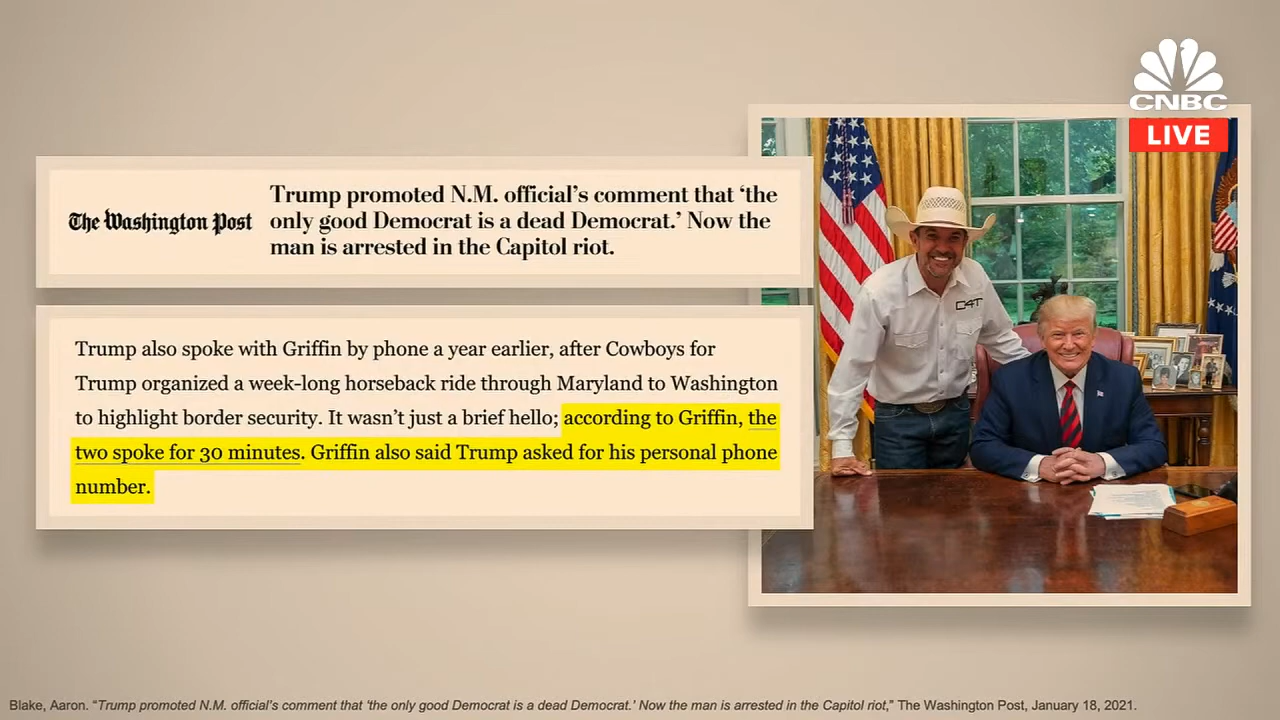 CNBC
LIVE
The Washington Post
Trump promoted N.M. official’s comment that ‘the
only good Democrat is a dead Democrat.’ Now the
man is arrested in the Capitol riot.
Trump also spoke with Griffin by phone a year earlier, after Cowboys for
Trump organized a week-long horseback ride through Maryland to Washington
to highlight border security. It wasn’t just a brief hello; according to Griffin, the
two spoke for 30 minutes. Griffin also said Trump asked for his personal phone
number.
C4T
Blake, Aaron. “Trump promoted N.M. official’s comment that ‘the only good Democrat is a dead Democrat.’ Now the man is arrested in the Capitol riot,” The Washington Post, January 18, 2021.